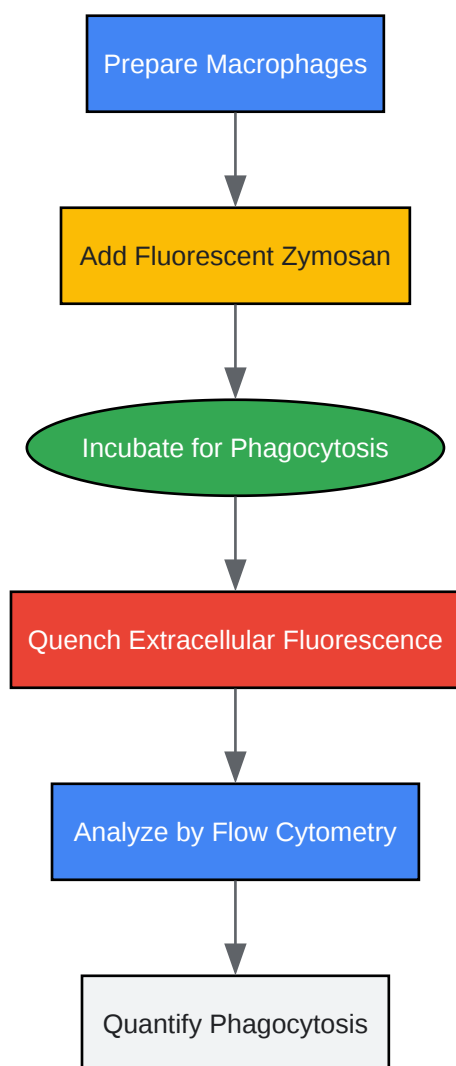 Prepare Macrophages
Add Fluorescent Zymosan
Incubate for Phagocytosis
Quench Extracellular Fluorescence
Analyze by Flow Cytometry
Quantify Phagocytosis